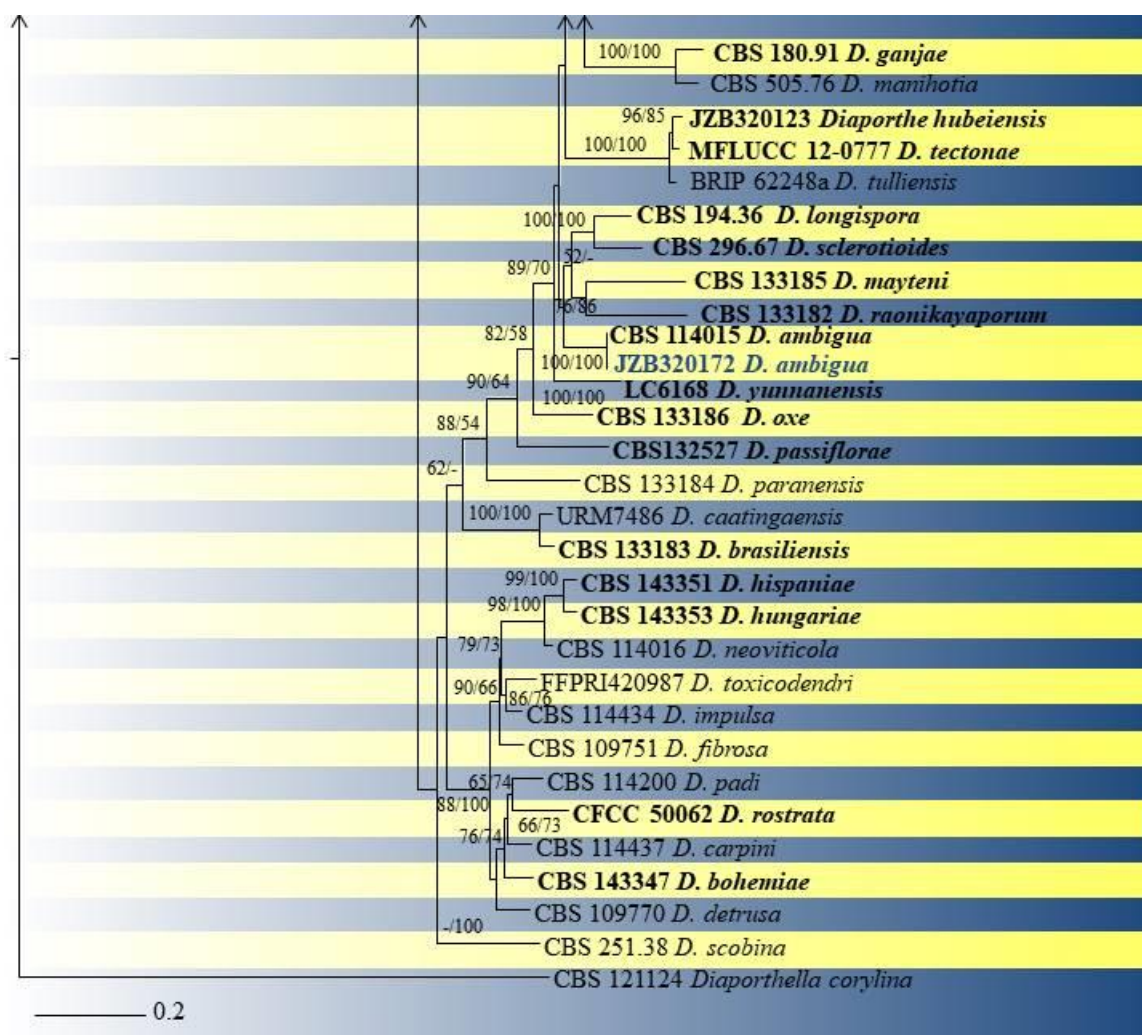 100/100
CBS 180.91 D. ganjae
CBS 505.76 D. manihotia
96/85
JZB320123 Diaporthe hubeiensis
100/100
MFLUCC 12-0777 D. tectonae
BRIP 62248a D. tulliensis
100/100
CBS 194.36 D. longispora
CBS 296.67 D. sclerotioides
52/-
89/70
CBS 133185 D. mayteni
76/86
CBS 133182 D. raonikayaporum
82/58
CBS 114015 D. ambigua
100/100
JZB320172 D. ambigua
90/64
LC6168 D. yunnanensis
100/100
CBS 133186 D. oxe
88/54
CBS132527 D. passiflorae
62/-
CBS 133184 D. paranensis
100/100
URM7486 D. caatingaensis
CBS 133183 D. brasiliensis
99/100
CBS 143351 D. hispaniae
98/100
CBS 143353 D. hungariae
79/73
CBS 114016 D. neoviticola
90/66
FFPRI420987 D. toxicodendri
86/76
CBS 114434 D. impulsa
CBS 109751 D. fibrosa
65/74
CBS 114200 D. padi
88/100
CFCC 50062 D. rostrata
66/73
76/74
CBS 114437 D. carpini
CBS 143347 D. bohemiae
CBS 109770 D. detrusa
-/100
CBS 251.38 D. scobina
CBS 121124 Diaporthella corylina
0.2